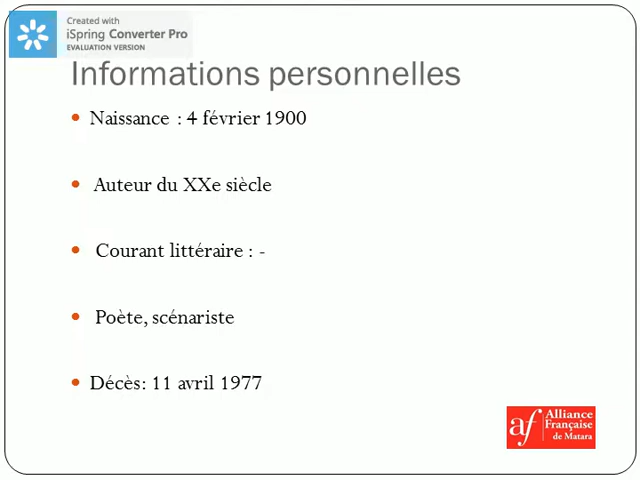 Created with
iSpring Converter Pro
EVALUATION VERSION
Informations personnelles
• Naissance : 4 février 1900
• Auteur du XXe siècle
• Courant littéraire : -
• Poète, scénariste
• Décès: 11 avril 1977
af Alliance
Française
de Matara